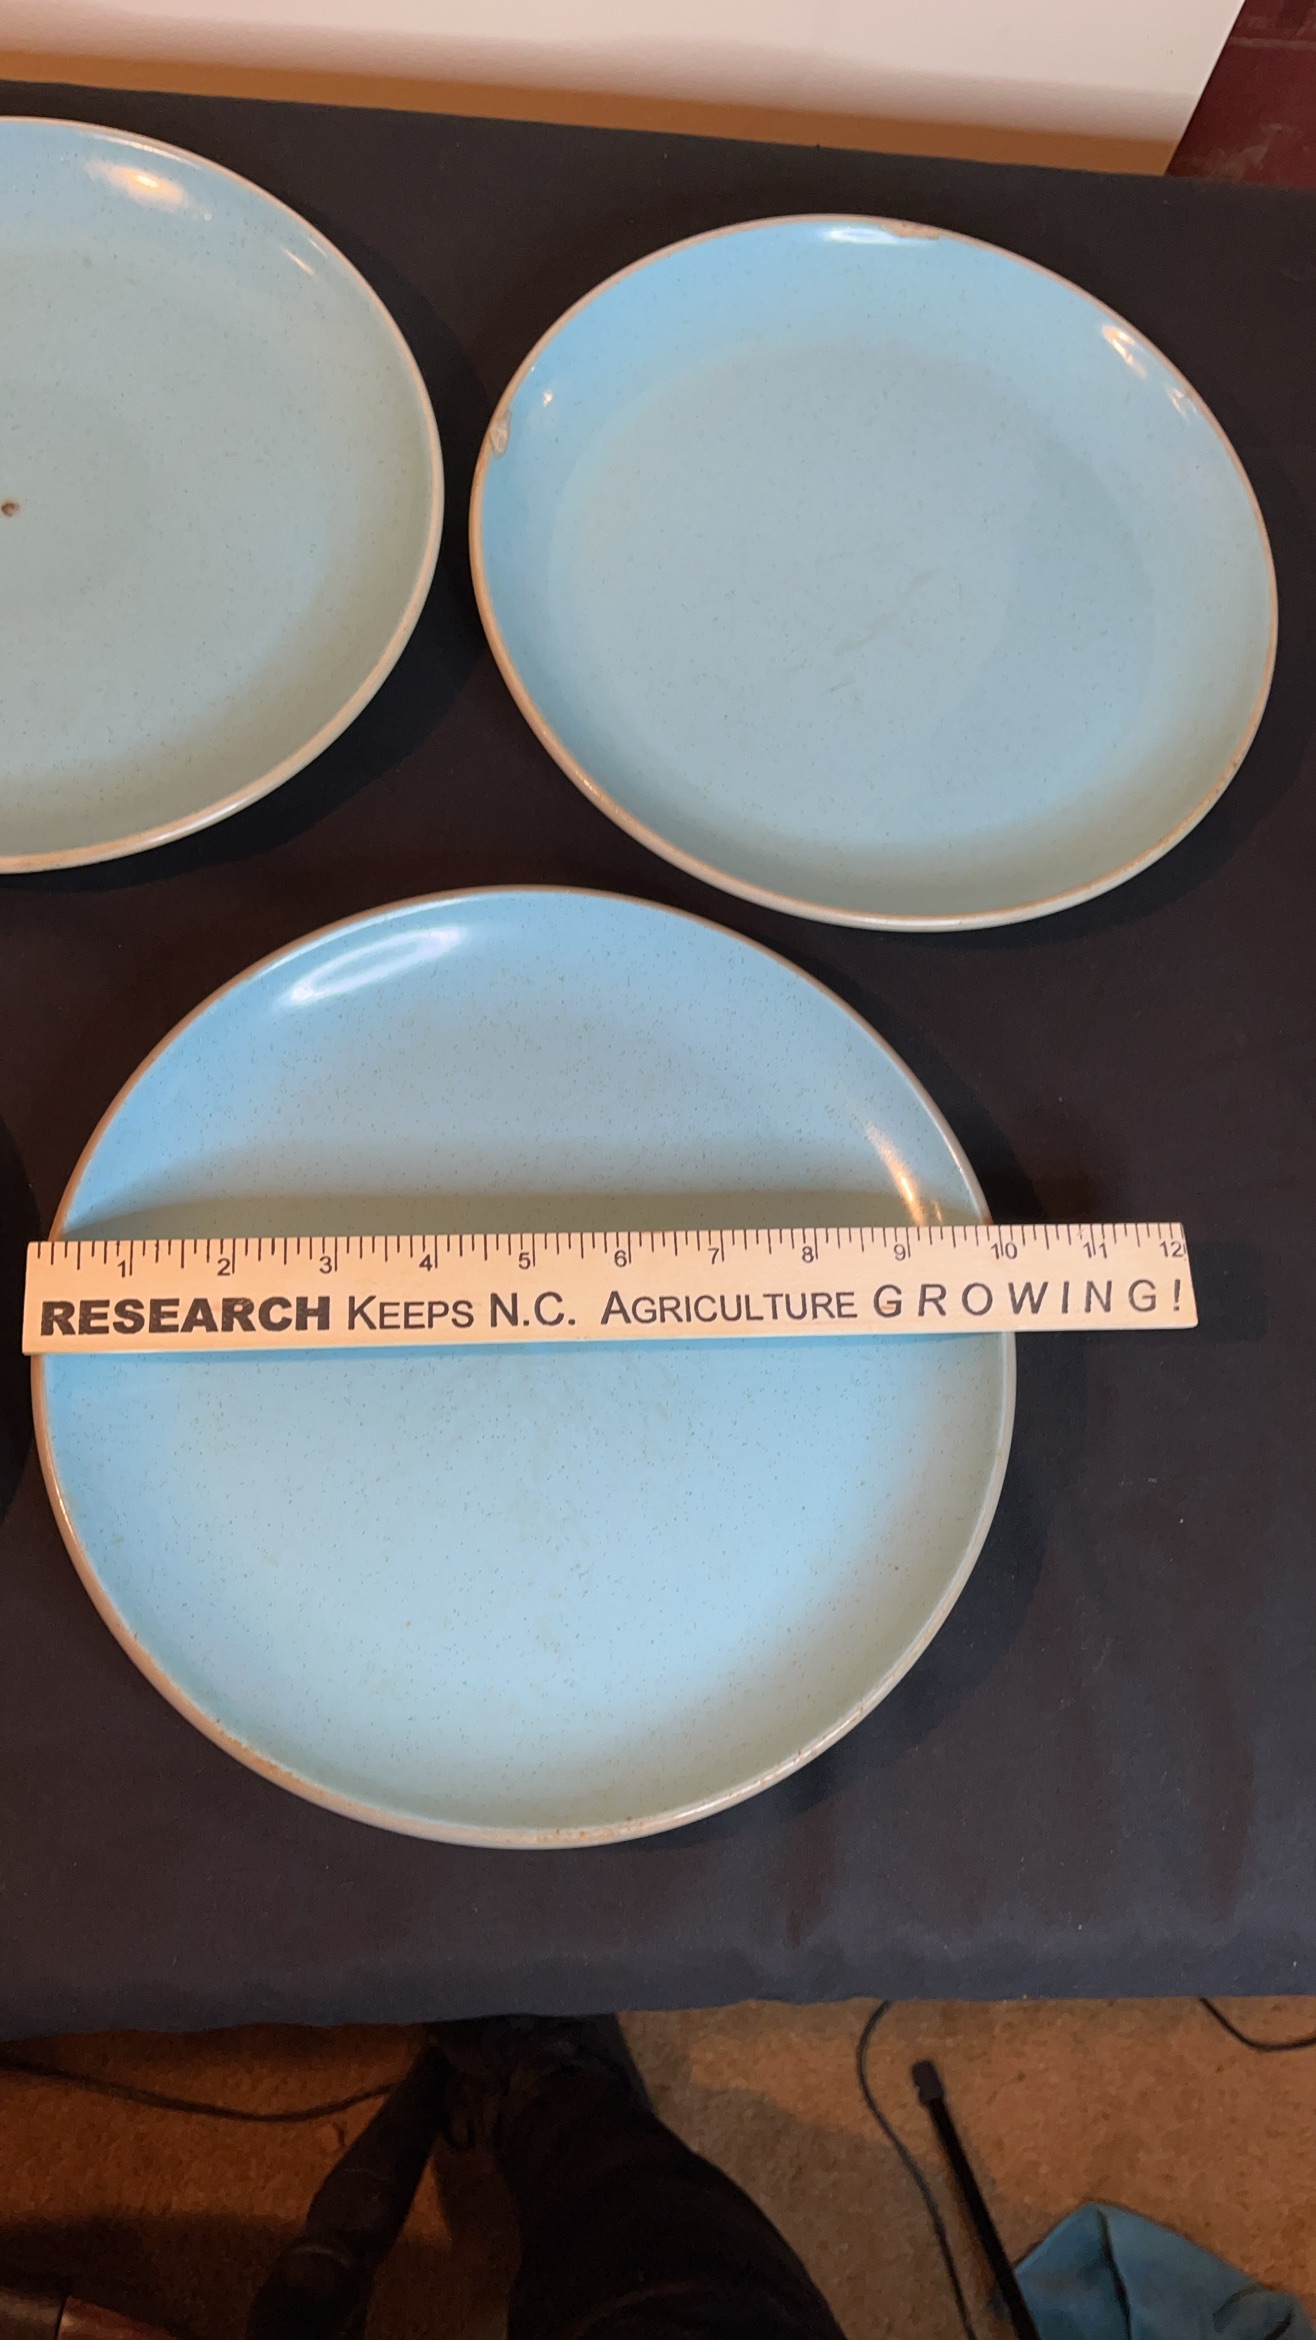 1 2 3 4 5 6 7 8 9 10 11 12
RESEARCH KEEPS N.C. AGRICULTURE GROWING!